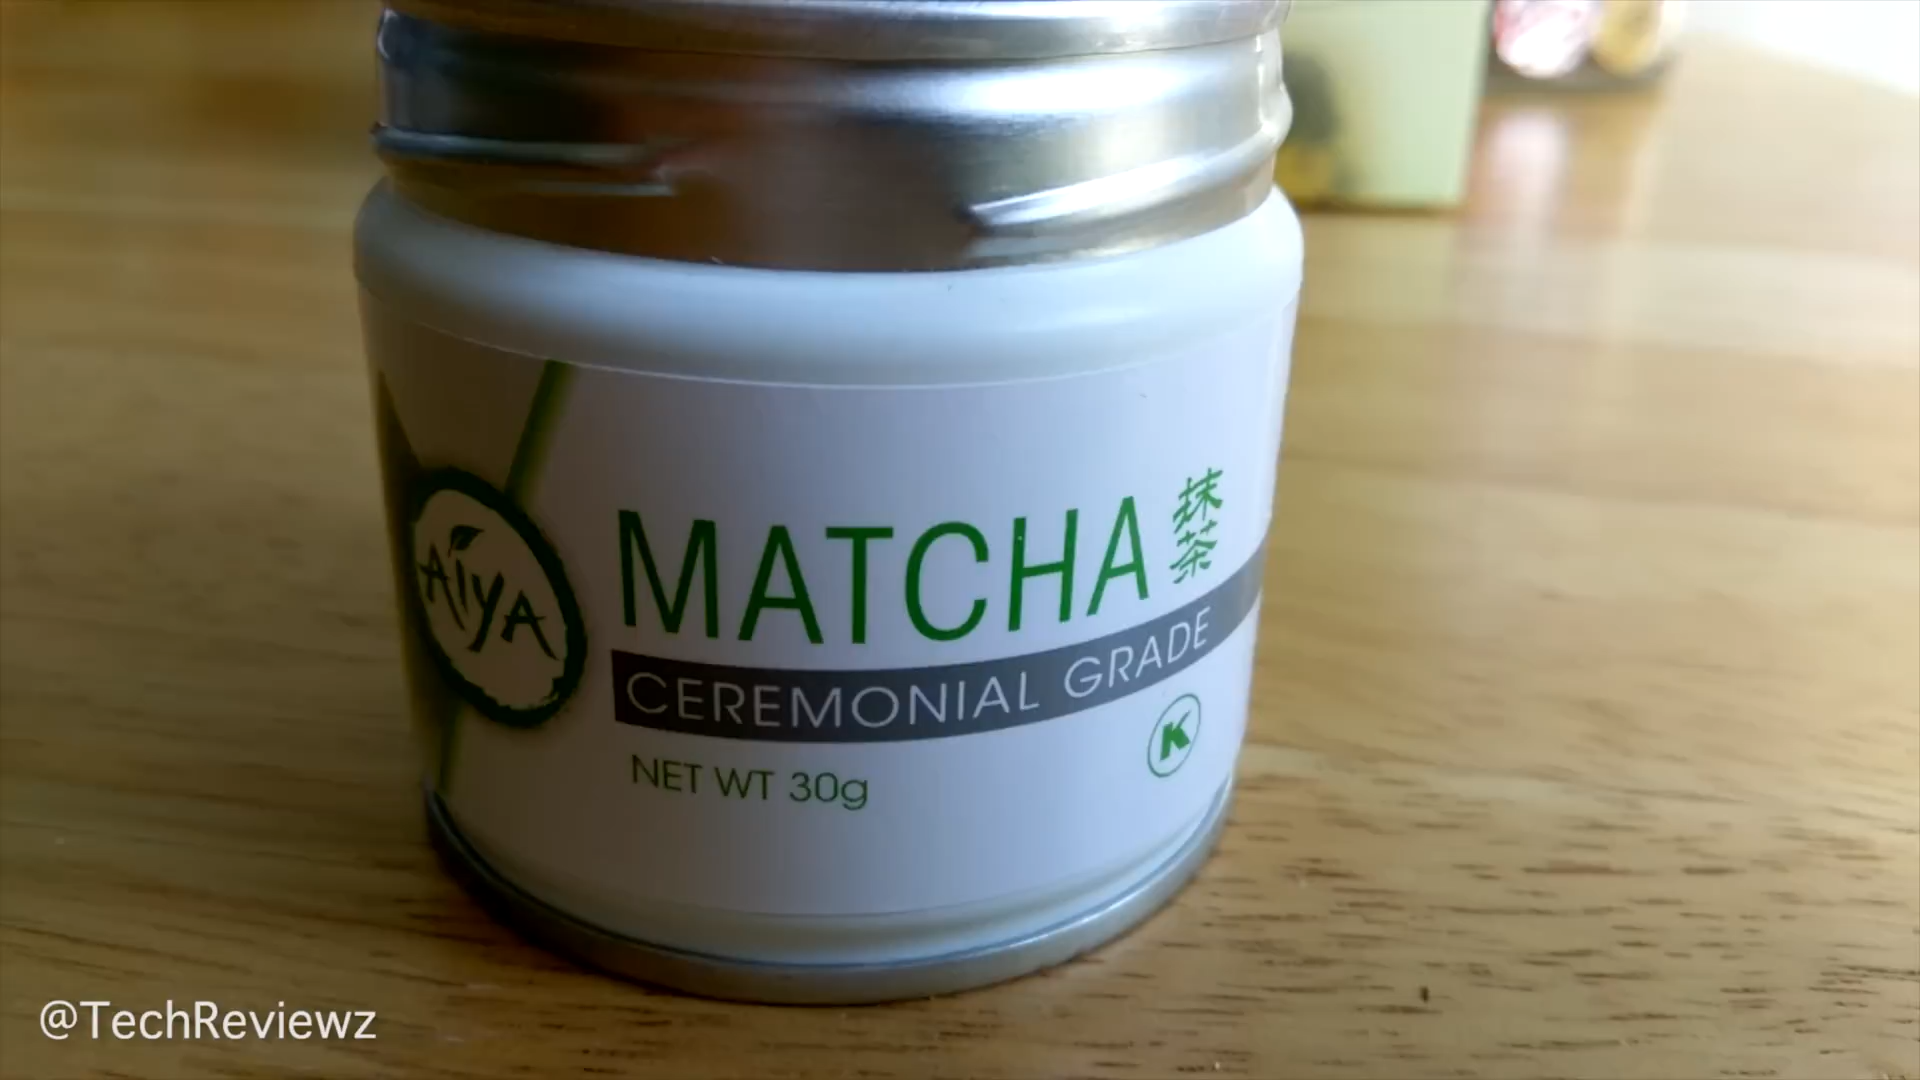 AIYA
MATCHA
抹茶
CEREMONIAL GRADE
K
NET WT 30g
@TechReviewz